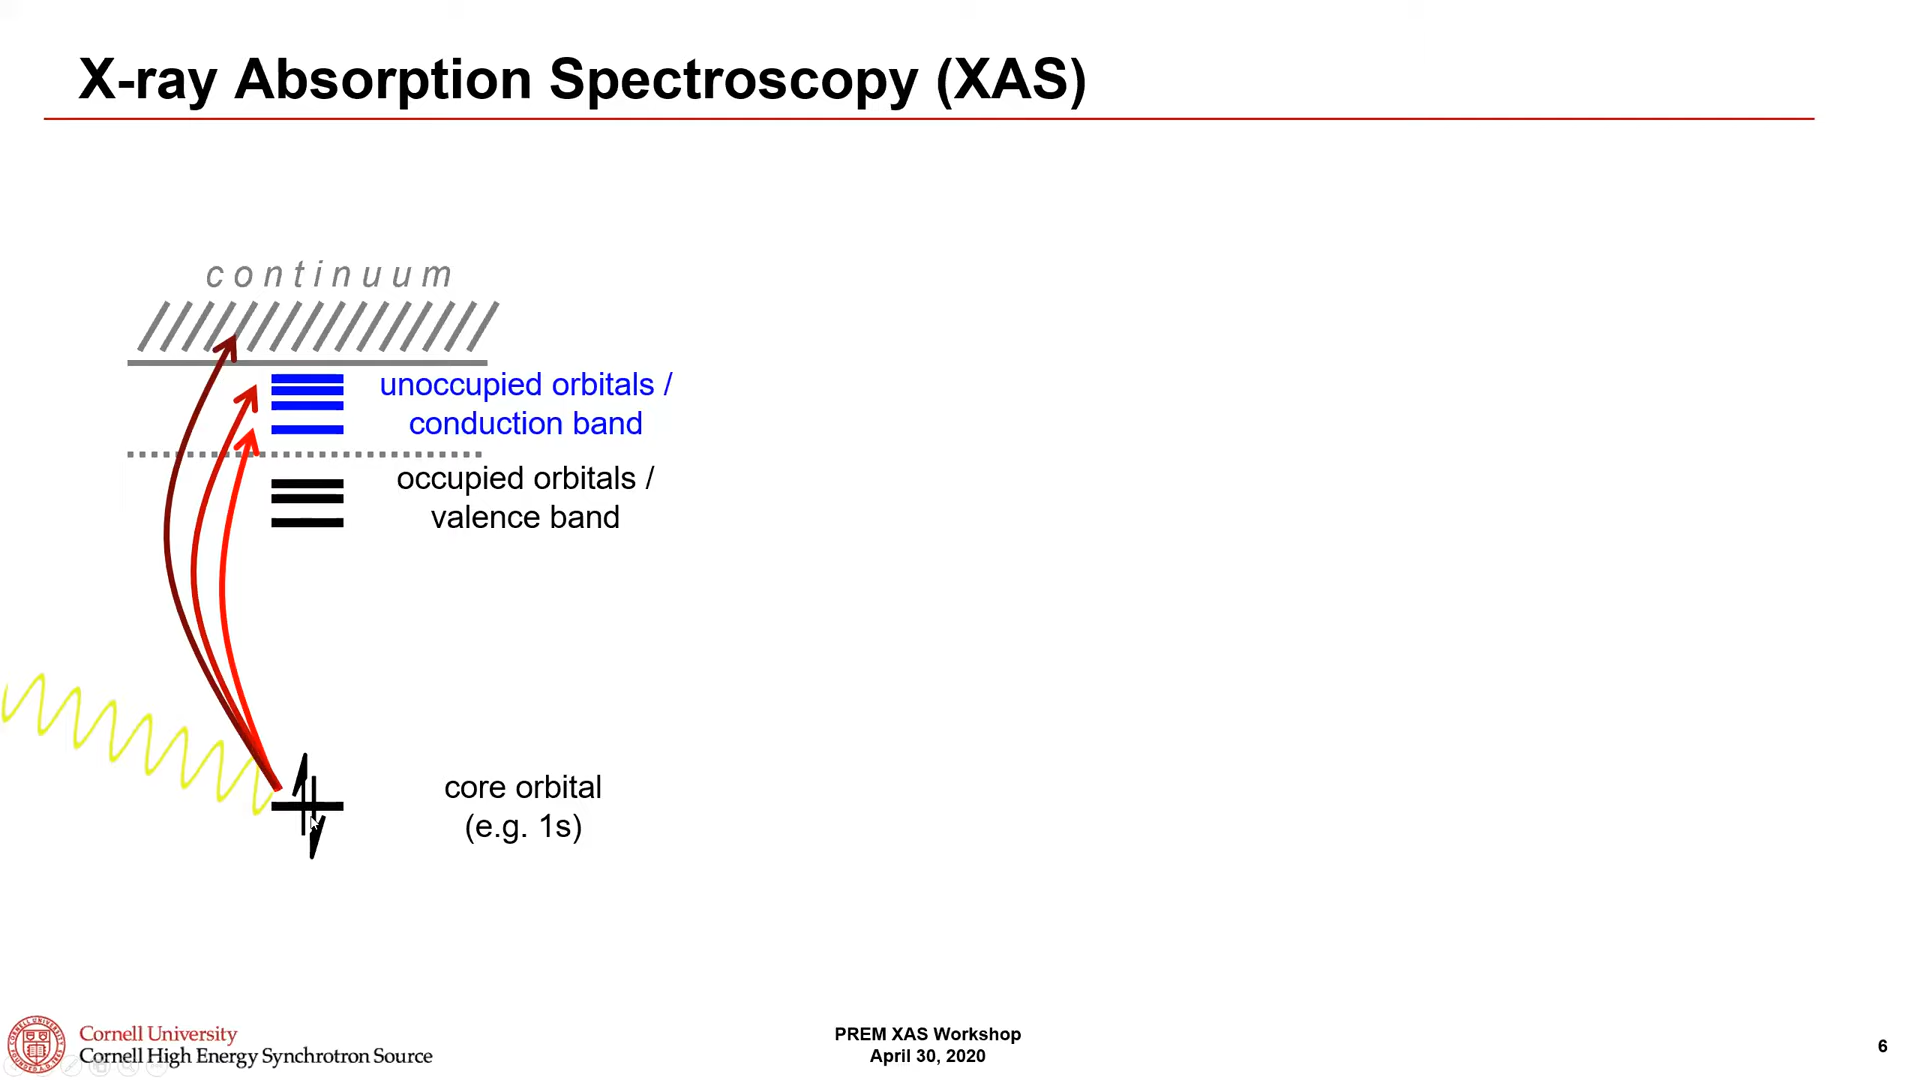 X-ray Absorption Spectroscopy (XAS)
continuum
unoccupied orbitals /
conduction band
occupied orbitals /
valence band
core orbital
(e.g. 1s)
Cornell University
Cornell High Energy Synchrotron Source
PREM XAS Workshop
April 30, 2020
6